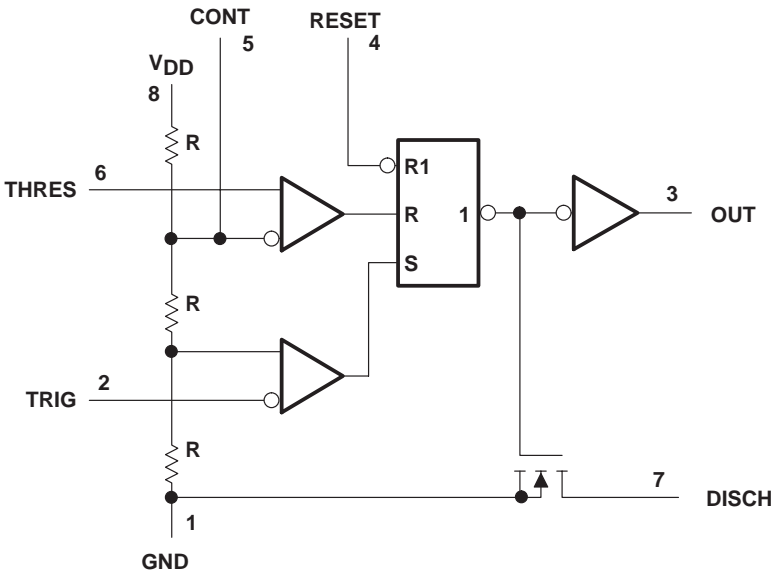 CONT
5
RESET
4
VDD
8
R
6
THRES
R1
R
1
3
OUT
S
R
2
TRIG
R
7
DISCH
1
GND